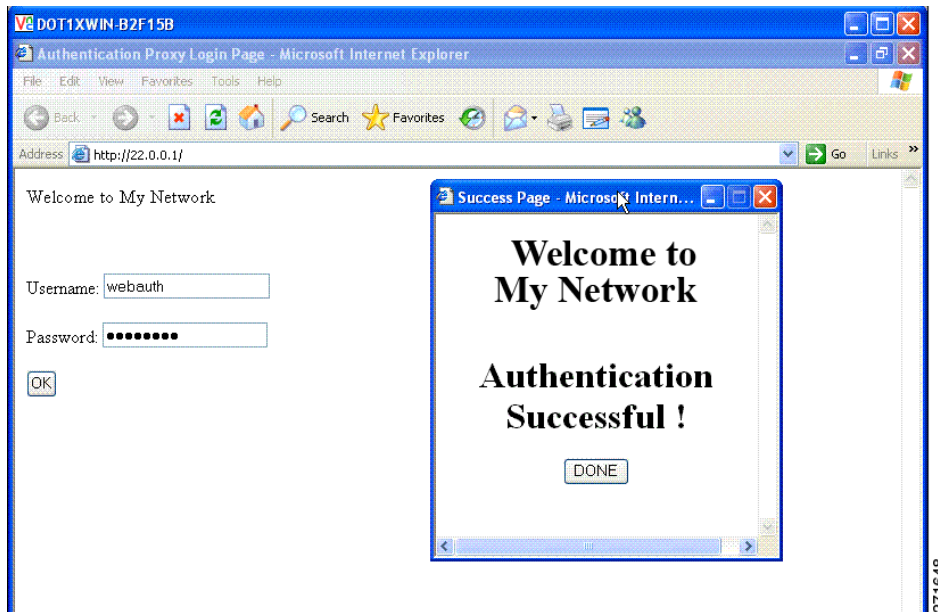 DOT1XWIN-B2F15B
Authentication Proxy Login Page - Microsoft Internet Explorer
File Edit View Favorites Tools Help
Back Search Favorites
Address http://22.0.0.1/ Go Links »
Welcome to My Network
Username: webauth
Password: ●●●●●●●●
OK
Success Page - Microsoft Intern...
Welcome to
My Network
Authentication
Successful !
DONE